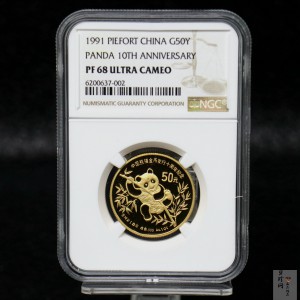 1991 PIEFORT CHINA G50Y
PANDA 10TH ANNIVERSARY
PF 68 ULTRA CAMEO
6200637-002
NUMISMATIC GUARANTY CORPORATION
NGC
50元